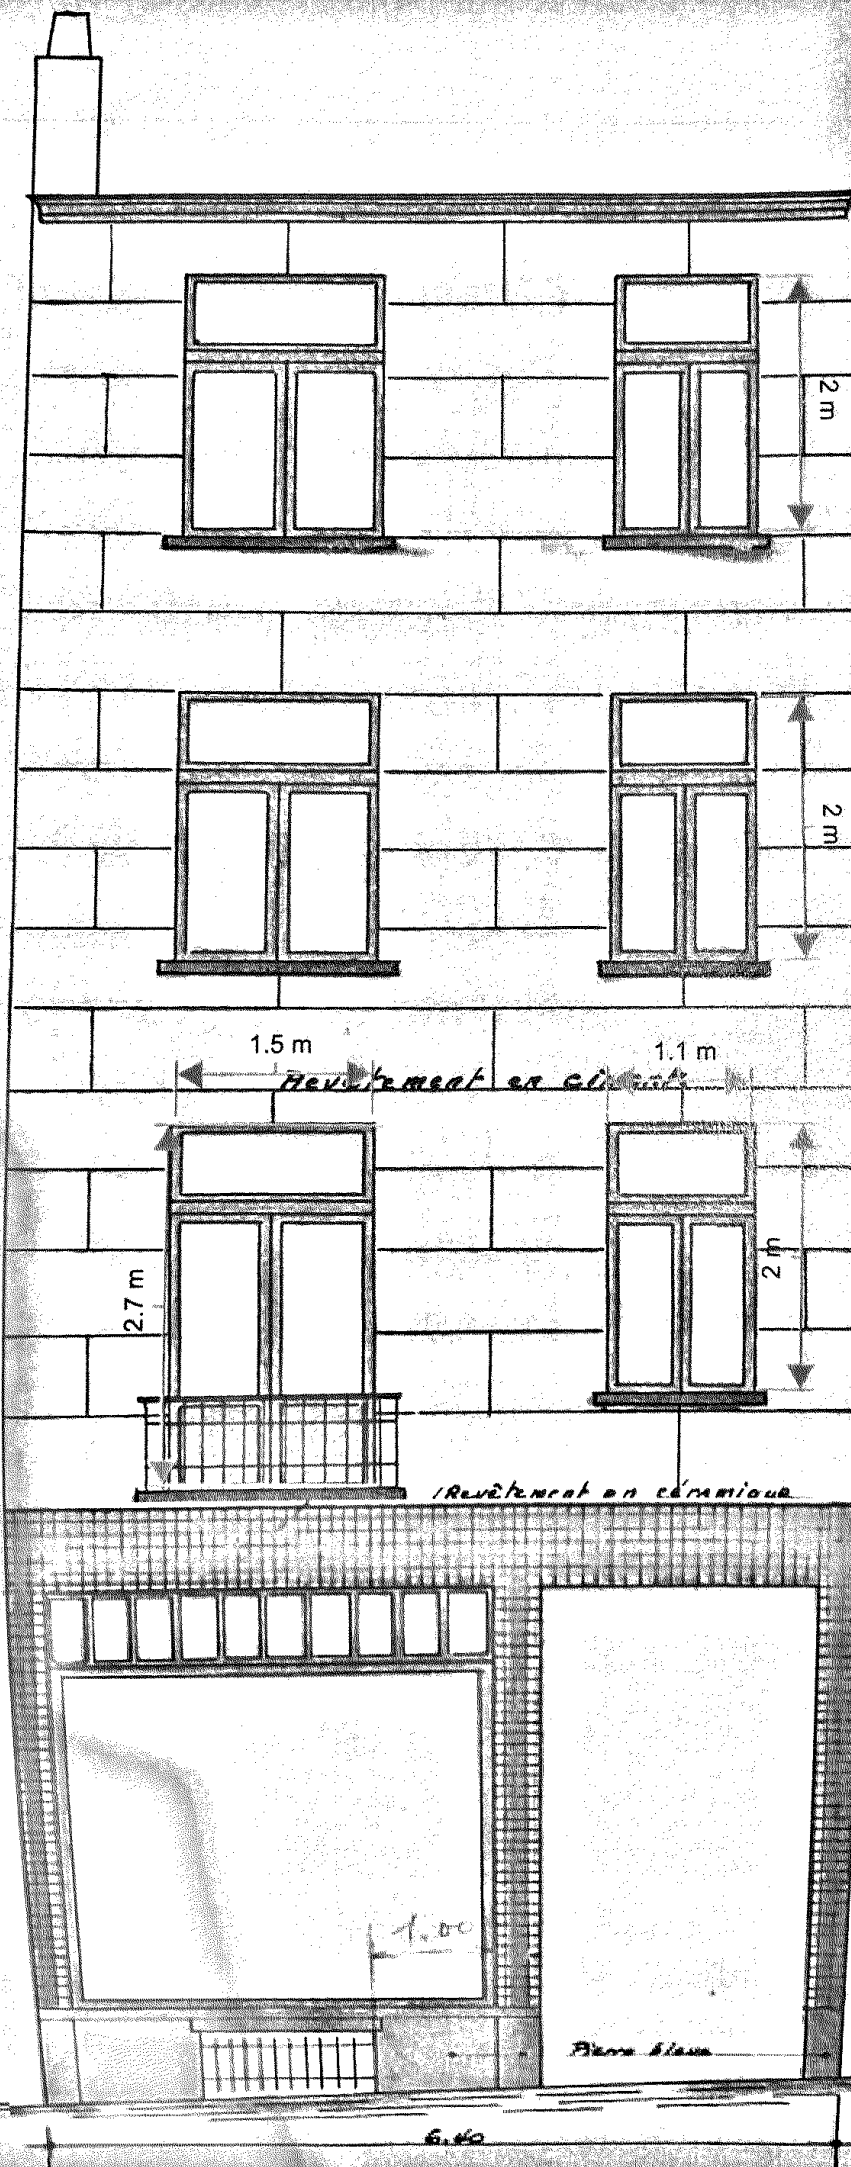 2 m
2 m
1.5 m
1.1 m
Revêtement en
2.7 m
2 m
Revêtement en céramique
1.00
Pierre bleue
6.40